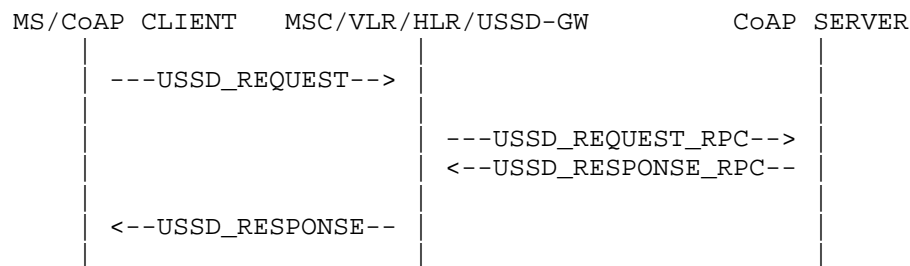 MS/CoAP CLIENT MSC/VLR/HLR/USSD-GW CoAP SERVER
---USSD_REQUEST-->
---USSD_REQUEST_RPC-->
<--USSD_RESPONSE_RPC--
<--USSD_RESPONSE--